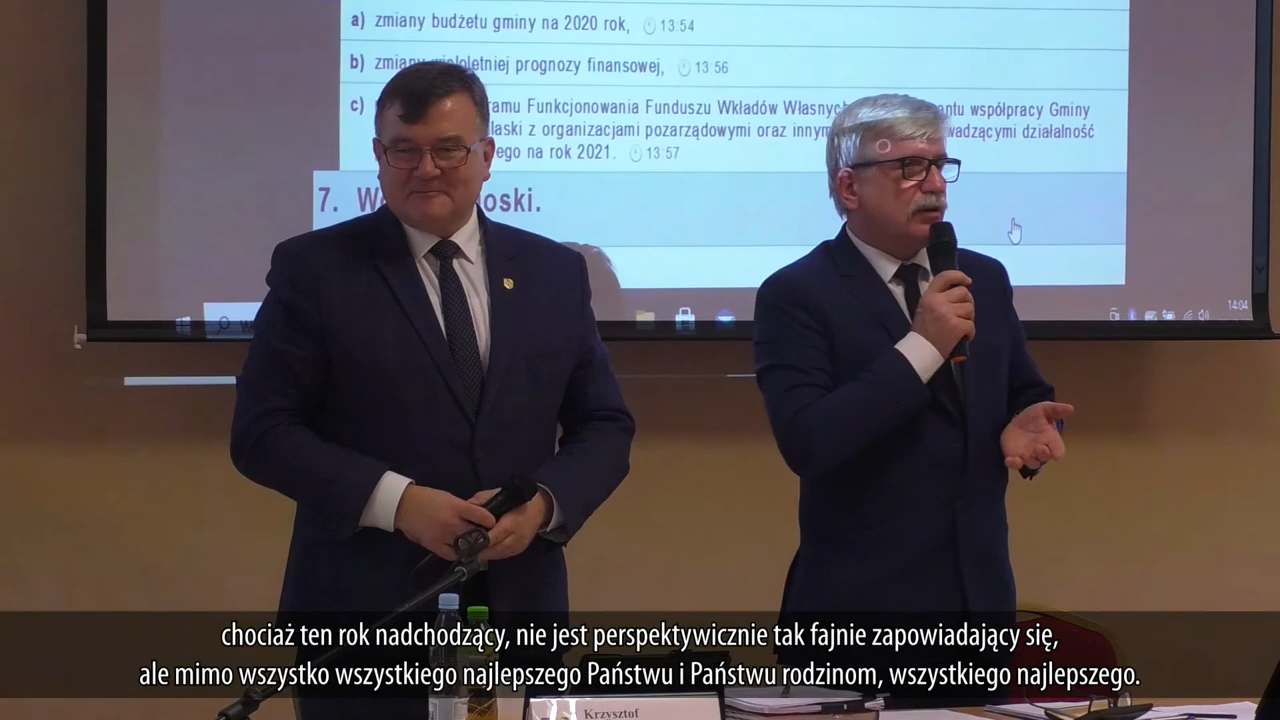 a) zmiany budżetu gminy na 2020 rok, 13:54
b) zmiany wieloletniej prognozy finansowej, 13:56
c) Funkcjonowania Funduszu Wkładów współpracy Gminy
z organizacjami pozarządowymi oraz działalność
na rok 2021. 13:57
7.
14:04
chociaż ten rok nadchodzący, nie jest perspektywicznie tak fajnie zapowiadający się,
ale mimo wszystko wszystkiego najlepszego Państwu i Państwu rodzinom, wszystkiego najlepszego.
Krzysztof